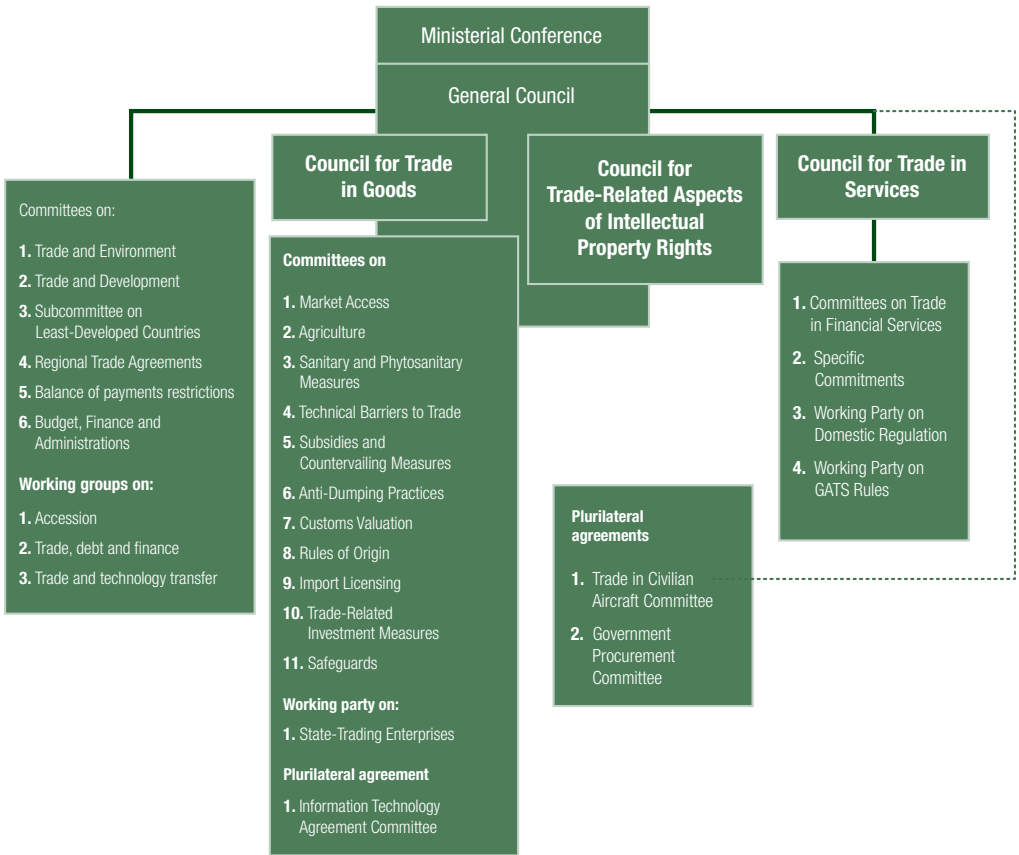 Ministerial Conference
General Council
Council for Trade
in Goods
Council for
Trade-Related Aspects
of Intellectual
Property Rights
Council for Trade in
Services
Committees on:
1. Trade and Environment
2. Trade and Development
3. Subcommittee on
Least-Developed Countries
4. Regional Trade Agreements
5. Balance of payments restrictions
6. Budget, Finance and
Administrations
Working groups on:
1. Accession
2. Trade, debt and finance
3. Trade and technology transfer
Committees on
1. Market Access
2. Agriculture
3. Sanitary and Phytosanitary
Measures
4. Technical Barriers to Trade
5. Subsidies and
Countervailing Measures
6. Anti-Dumping Practices
7. Customs Valuation
8. Rules of Origin
9. Import Licensing
10. Trade-Related
Investment Measures
11. Safeguards
Working party on:
1. State-Trading Enterprises
Plurilateral agreement
1. Information Technology
Agreement Committee
Plurilateral
agreements
1. Trade in Civilian
Aircraft Committee
2. Government
Procurement
Committee
1. Committees on Trade
in Financial Services
2. Specific
Commitments
3. Working Party on
Domestic Regulation
4. Working Party on
GATS Rules